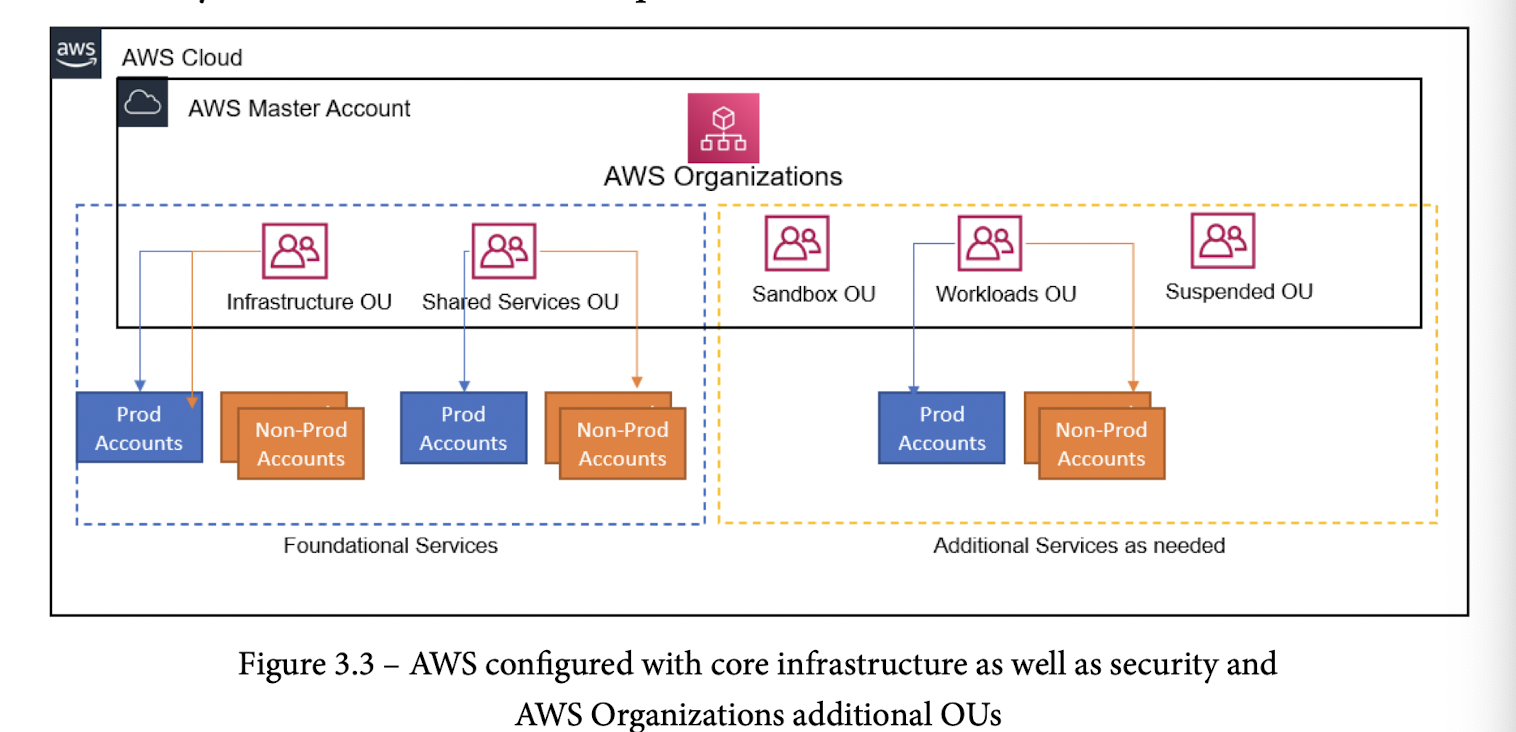 aws
AWS Cloud
AWS Master Account
AWS Organizations
Infrastructure OU
Shared Services OU
Sandbox OU
Workloads OU
Suspended OU
Prod
Accounts
Non-Prod
Accounts
Prod
Accounts
Non-Prod
Accounts
Prod
Accounts
Non-Prod
Accounts
Foundational Services
Additional Services as needed
Figure 3.3 – AWS configured with core infrastructure as well as security and
AWS Organizations additional OUs